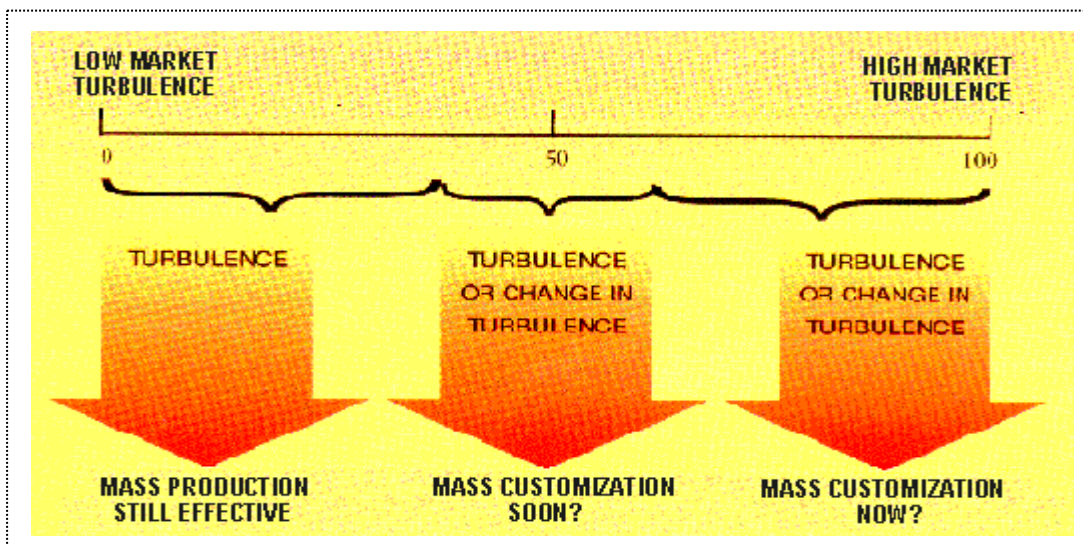 LOW MARKET
TURBULENCE
HIGH MARKET
TURBULENCE
0
50
100
TURBULENCE
TURBULENCE
OR CHANGE IN
TURBULENCE
TURBULENCE
OR CHANGE IN
TURBULENCE
MASS PRODUCTION
STILL EFFECTIVE
MASS CUSTOMIZATION
SOON?
MASS CUSTOMIZATION
NOW?